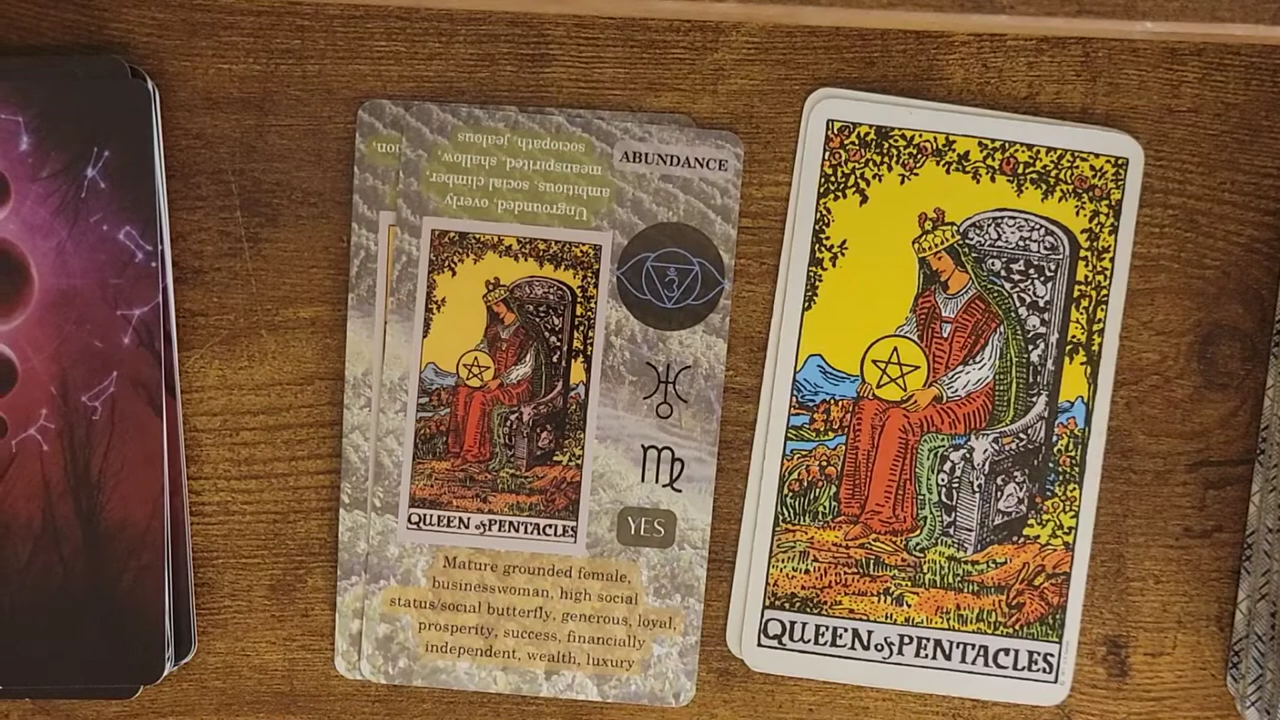 ABUNDANCE
Ungrounded, overly
ambitious, social climber,
meanspirited, shallow,
sociopath, jealous
QUEEN of PENTACLES
YES
Mature grounded female,
businesswoman, high social
status/social butterfly, generous, loyal,
prosperity, success, financially
independent, wealth, luxury
QUEEN of PENTACLES